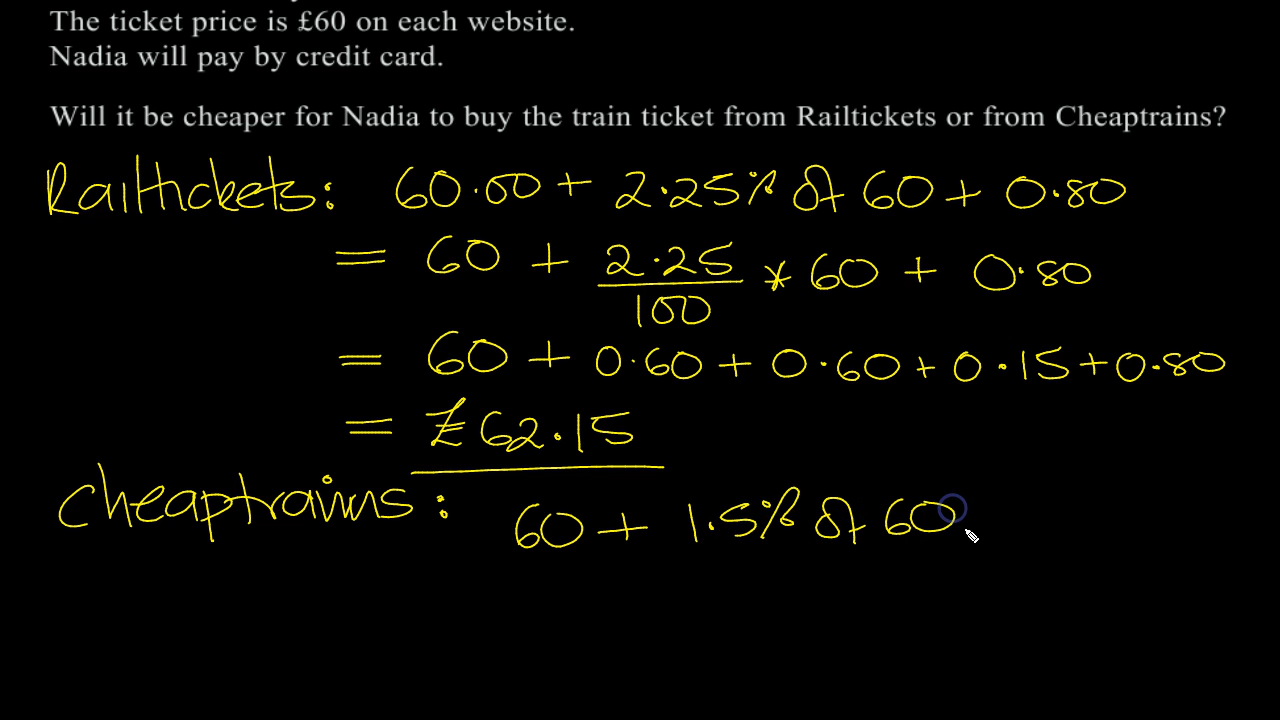 The ticket price is £60 on each website.
Nadia will pay by credit card.
Will it be cheaper for Nadia to buy the train ticket from Railtickets or from Cheaptrains?
Railtickets: 60.00 + 2.25% of 60 + 0.80
= 60 + 2.25/100 * 60 + 0.80
= 60 + 0.60 + 0.60 + 0.15 + 0.80
= £62.15
Cheaptrains: 60 + 1.5% of 60